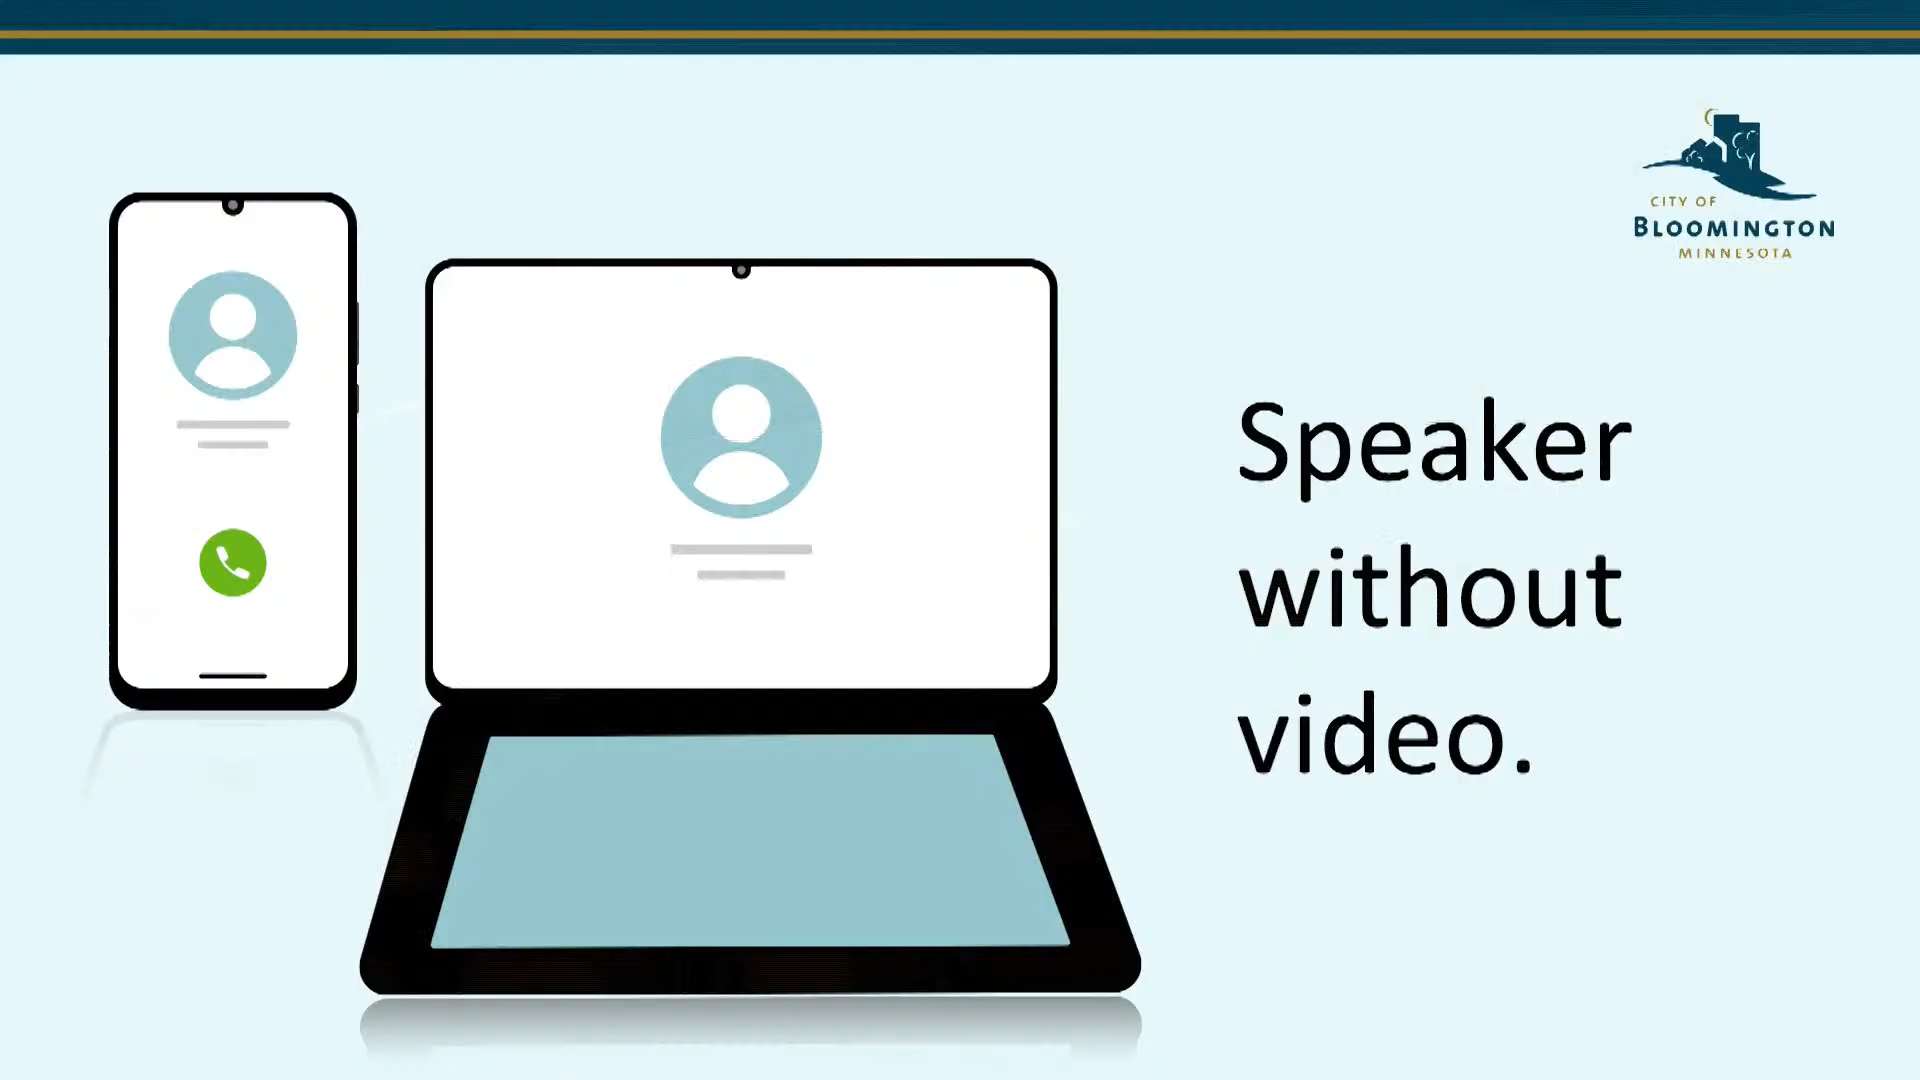 CITY OF
BLOOMINGTON
MINNESOTA
Speaker
without
video.